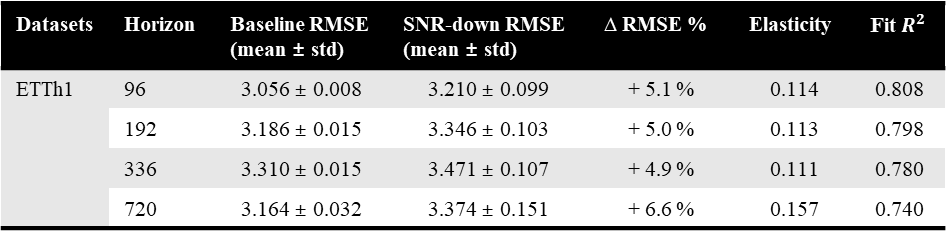 Datasets Horizon Baseline RMSE (mean ± std) SNR-down RMSE (mean ± std) Δ RMSE % Elasticity Fit R²
ETTh1 96 3.056 ± 0.008 3.210 ± 0.099 + 5.1 % 0.114 0.808
192 3.186 ± 0.015 3.346 ± 0.103 + 5.0 % 0.113 0.798
336 3.310 ± 0.015 3.471 ± 0.107 + 4.9 % 0.111 0.780
720 3.164 ± 0.032 3.374 ± 0.151 + 6.6 % 0.157 0.740